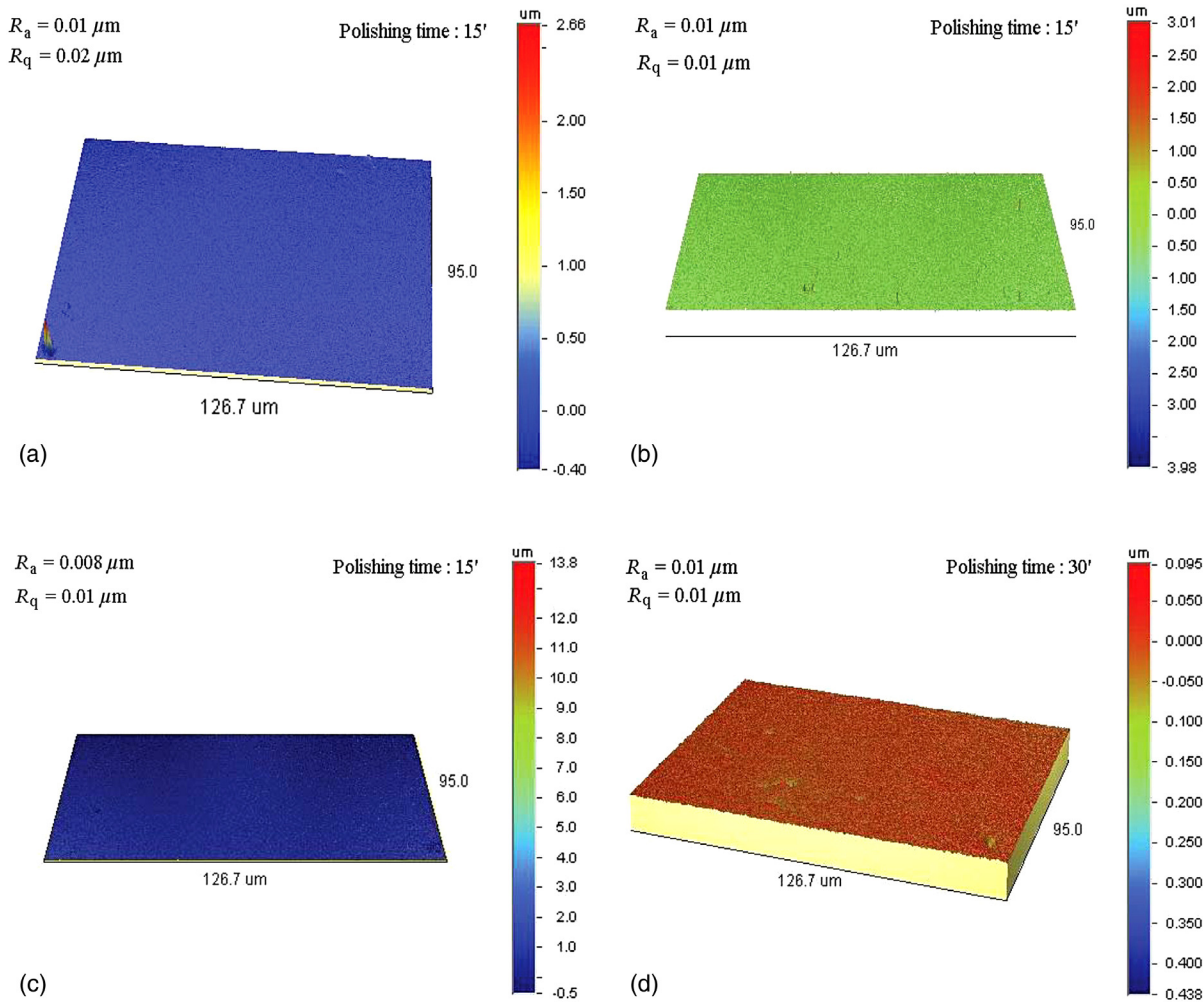 Ra = 0.01 µm
Rq = 0.02 µm
Polishing time : 15'
um
2.66
2.00
1.50
1.00
0.50
0.00
-0.40
95.0
126.7 um
(a)
Ra = 0.01 µm
Rq = 0.01 µm
Polishing time : 15'
um
3.01
2.00
1.50
1.00
0.50
0.00
0.50
1.00
1.50
2.00
2.50
3.00
3.98
95.0
126.7 um
(b)
Ra = 0.008 µm
Rq = 0.01 µm
Polishing time : 15'
um
13.8
12.0
11.0
10.0
9.0
8.0
7.0
6.0
5.0
4.0
3.0
2.0
1.0
-0.5
95.0
126.7 um
(c)
Ra = 0.01 µm
Rq = 0.01 µm
Polishing time : 30'
um
0.095
0.050
0.000
-0.050
-0.100
-0.150
-0.200
-0.250
0.300
0.350
0.400
0.438
95.0
126.7 um
(d)